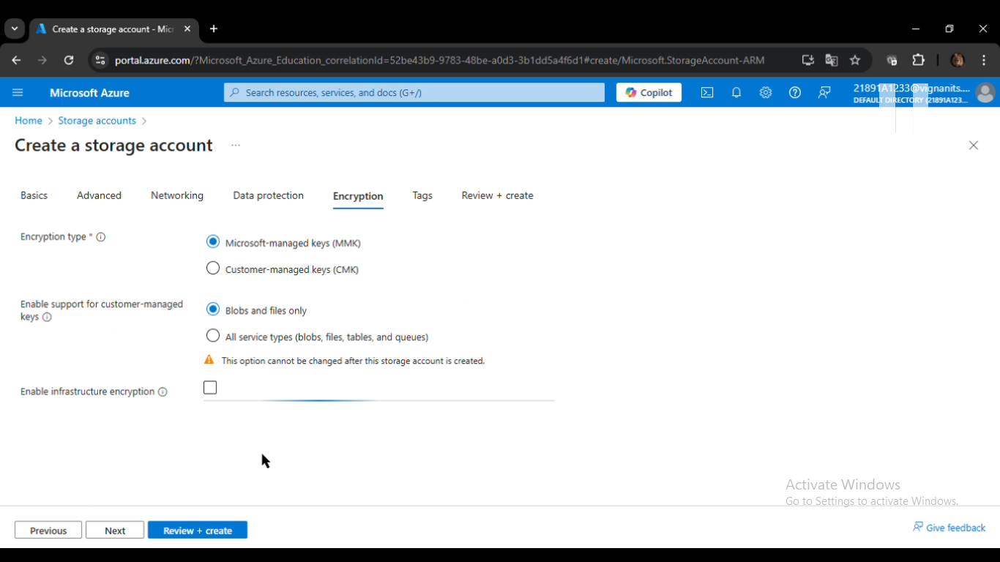 Create a storage account - Mic
portal.azure.com/?Microsoft_Azure_Education_correlationId=52be43b9-9783-48be-a0d3-3b1dd5a4f6d1#create/Microsoft.StorageAccount-ARM
Microsoft Azure
Search resources, services, and docs (G+/)
Copilot
21891A1233@vignanits....
DEFAULT DIRECTORY (21891A123...
Home > Storage accounts >
Create a storage account ...
Basics Advanced Networking Data protection Encryption Tags Review + create
Encryption type *
Microsoft-managed keys (MMK)
Customer-managed keys (CMK)
Enable support for customer-managed
keys
Blobs and files only
All service types (blobs, files, tables, and queues)
This option cannot be changed after this storage account is created.
Enable infrastructure encryption
Activate Windows
Go to Settings to activate Windows.
Previous Next Review + create
Give feedback